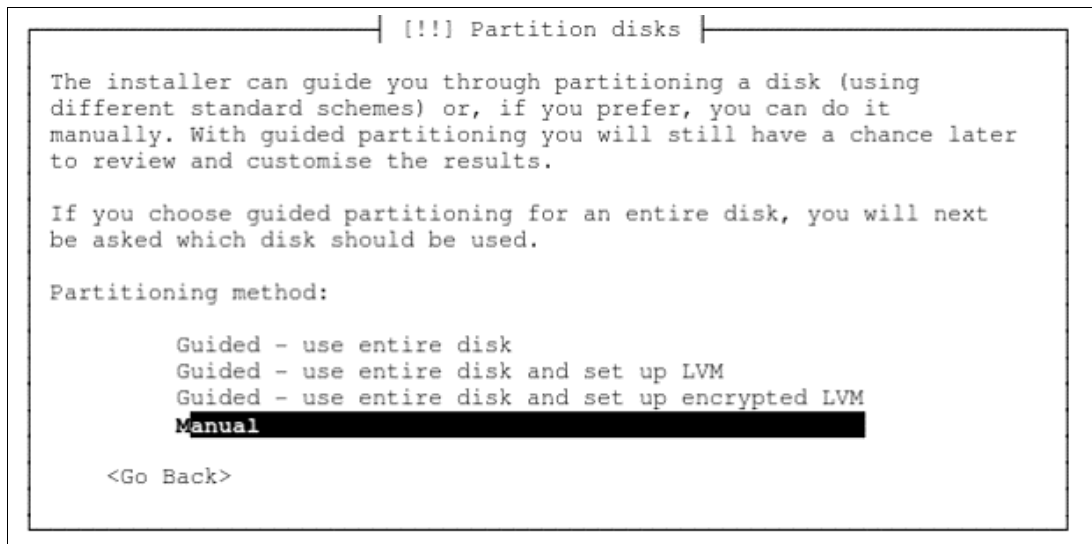 [!!] Partition disks
The installer can guide you through partitioning a disk (using
different standard schemes) or, if you prefer, you can do it
manually. With guided partitioning you will still have a chance later
to review and customise the results.
If you choose guided partitioning for an entire disk, you will next
be asked which disk should be used.
Partitioning method:
Guided - use entire disk
Guided - use entire disk and set up LVM
Guided - use entire disk and set up encrypted LVM
Manual
<Go Back>